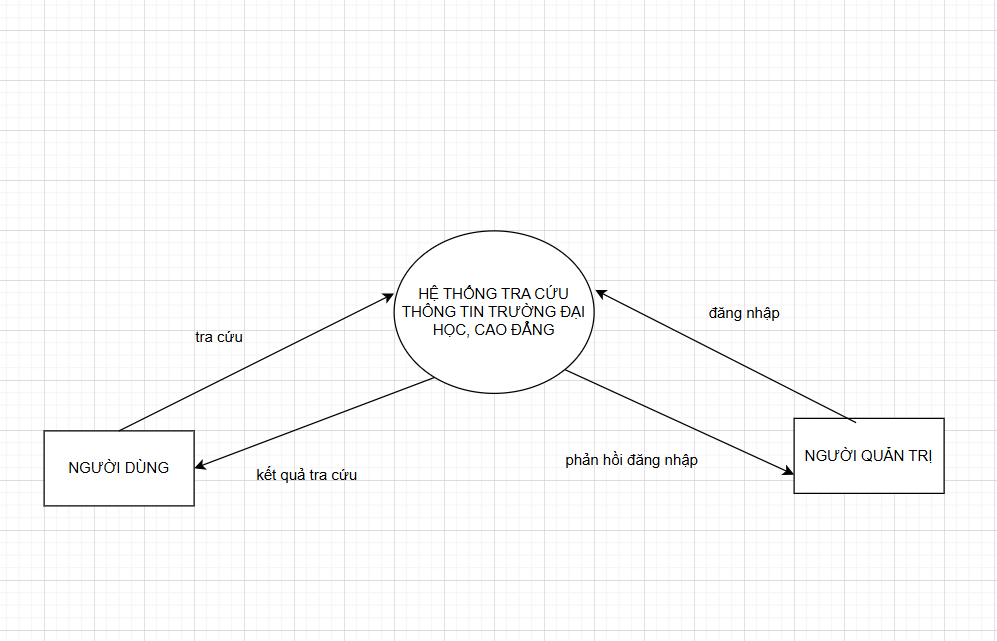 HỆ THỐNG TRA CỨU
THÔNG TIN TRƯỜNG ĐẠI
HỌC, CAO ĐẲNG
đăng nhập
tra cứu
NGƯỜI DÙNG
kết quả tra cứu
phản hồi đăng nhập
NGƯỜI QUẢN TRỊ